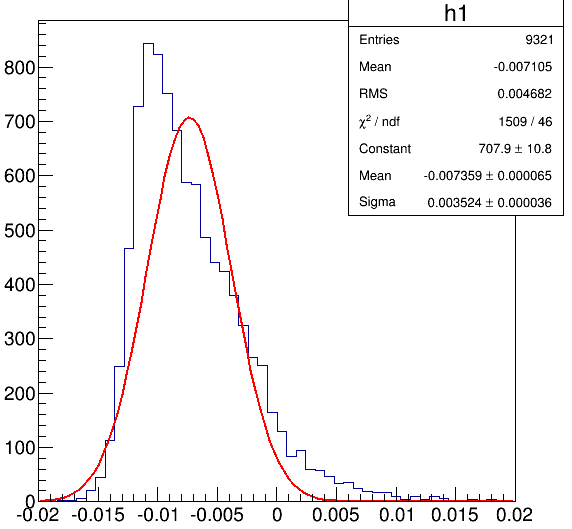 h1
Entries 9321
Mean -0.007105
RMS 0.004682
χ² / ndf 1509 / 46
Constant 707.9 ± 10.8
Mean -0.007359 ± 0.000065
Sigma 0.003524 ± 0.000036
800
700
600
500
400
300
200
100
0
-0.02 -0.015 -0.01 -0.005 0 0.005 0.01 0.015 0.02